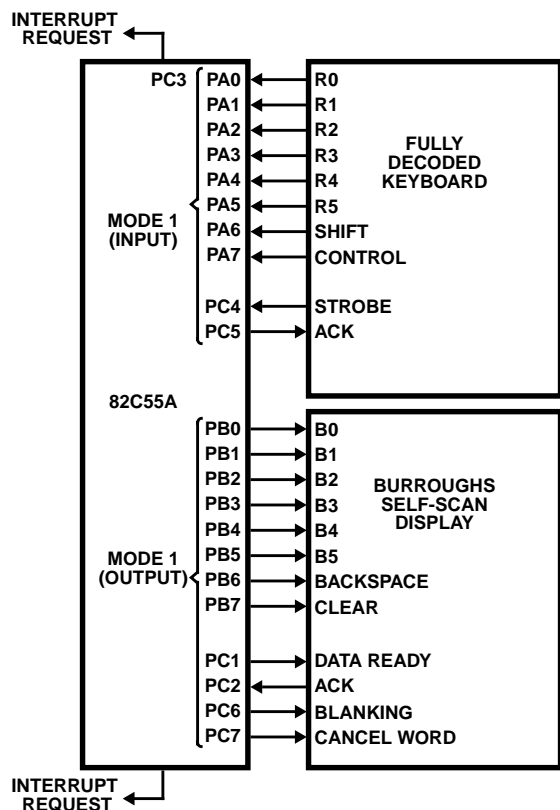 INTERRUPT
REQUEST
PC3 PA0 R0
PA1 R1
PA2 R2
PA3 R3
PA4 R4
PA5 R5
PA6 SHIFT
PA7 CONTROL
MODE 1
(INPUT)
FULLY
DECODED
KEYBOARD
PC4 STROBE
PC5 ACK
82C55A
PB0 B0
PB1 B1
PB2 B2
PB3 B3
PB4 B4
PB5 B5
PB6 BACKSPACE
PB7 CLEAR
MODE 1
(OUTPUT)
BURROUGHS
SELF-SCAN
DISPLAY
PC1 DATA READY
PC2 ACK
PC6 BLANKING
PC7 CANCEL WORD
INTERRUPT
REQUEST